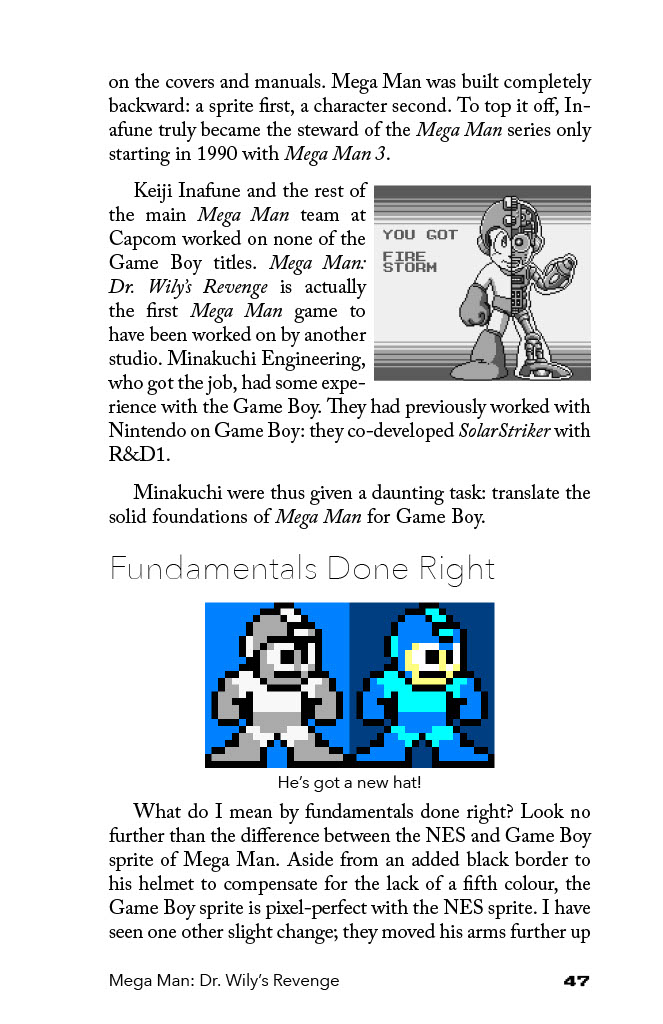 on the covers and manuals. Mega Man was built completely
backward: a sprite first, a character second. To top it off, In-
afune truly became the steward of the Mega Man series only
starting in 1990 with Mega Man 3.
Keiji Inafune and the rest of
the main Mega Man team at
Capcom worked on none of the
Game Boy titles. Mega Man:
Dr. Wily's Revenge is actually
the first Mega Man game to
have been worked on by another
studio. Minakuchi Engineering,
who got the job, had some expe-
rience with the Game Boy. They had previously worked with
Nintendo on Game Boy: they co-developed SolarStriker with
R&D1.
YOU GOT
FIRE
STORM
Minakuchi were thus given a daunting task: translate the
solid foundations of Mega Man for Game Boy.
Fundamentals Done Right
He's got a new hat!
What do I mean by fundamentals done right? Look no
further than the difference between the NES and Game Boy
sprite of Mega Man. Aside from an added black border to
his helmet to compensate for the lack of a fifth colour, the
Game Boy sprite is pixel-perfect with the NES sprite. I have
seen one other slight change; they moved his arms further up
Mega Man: Dr. Wily's Revenge
47